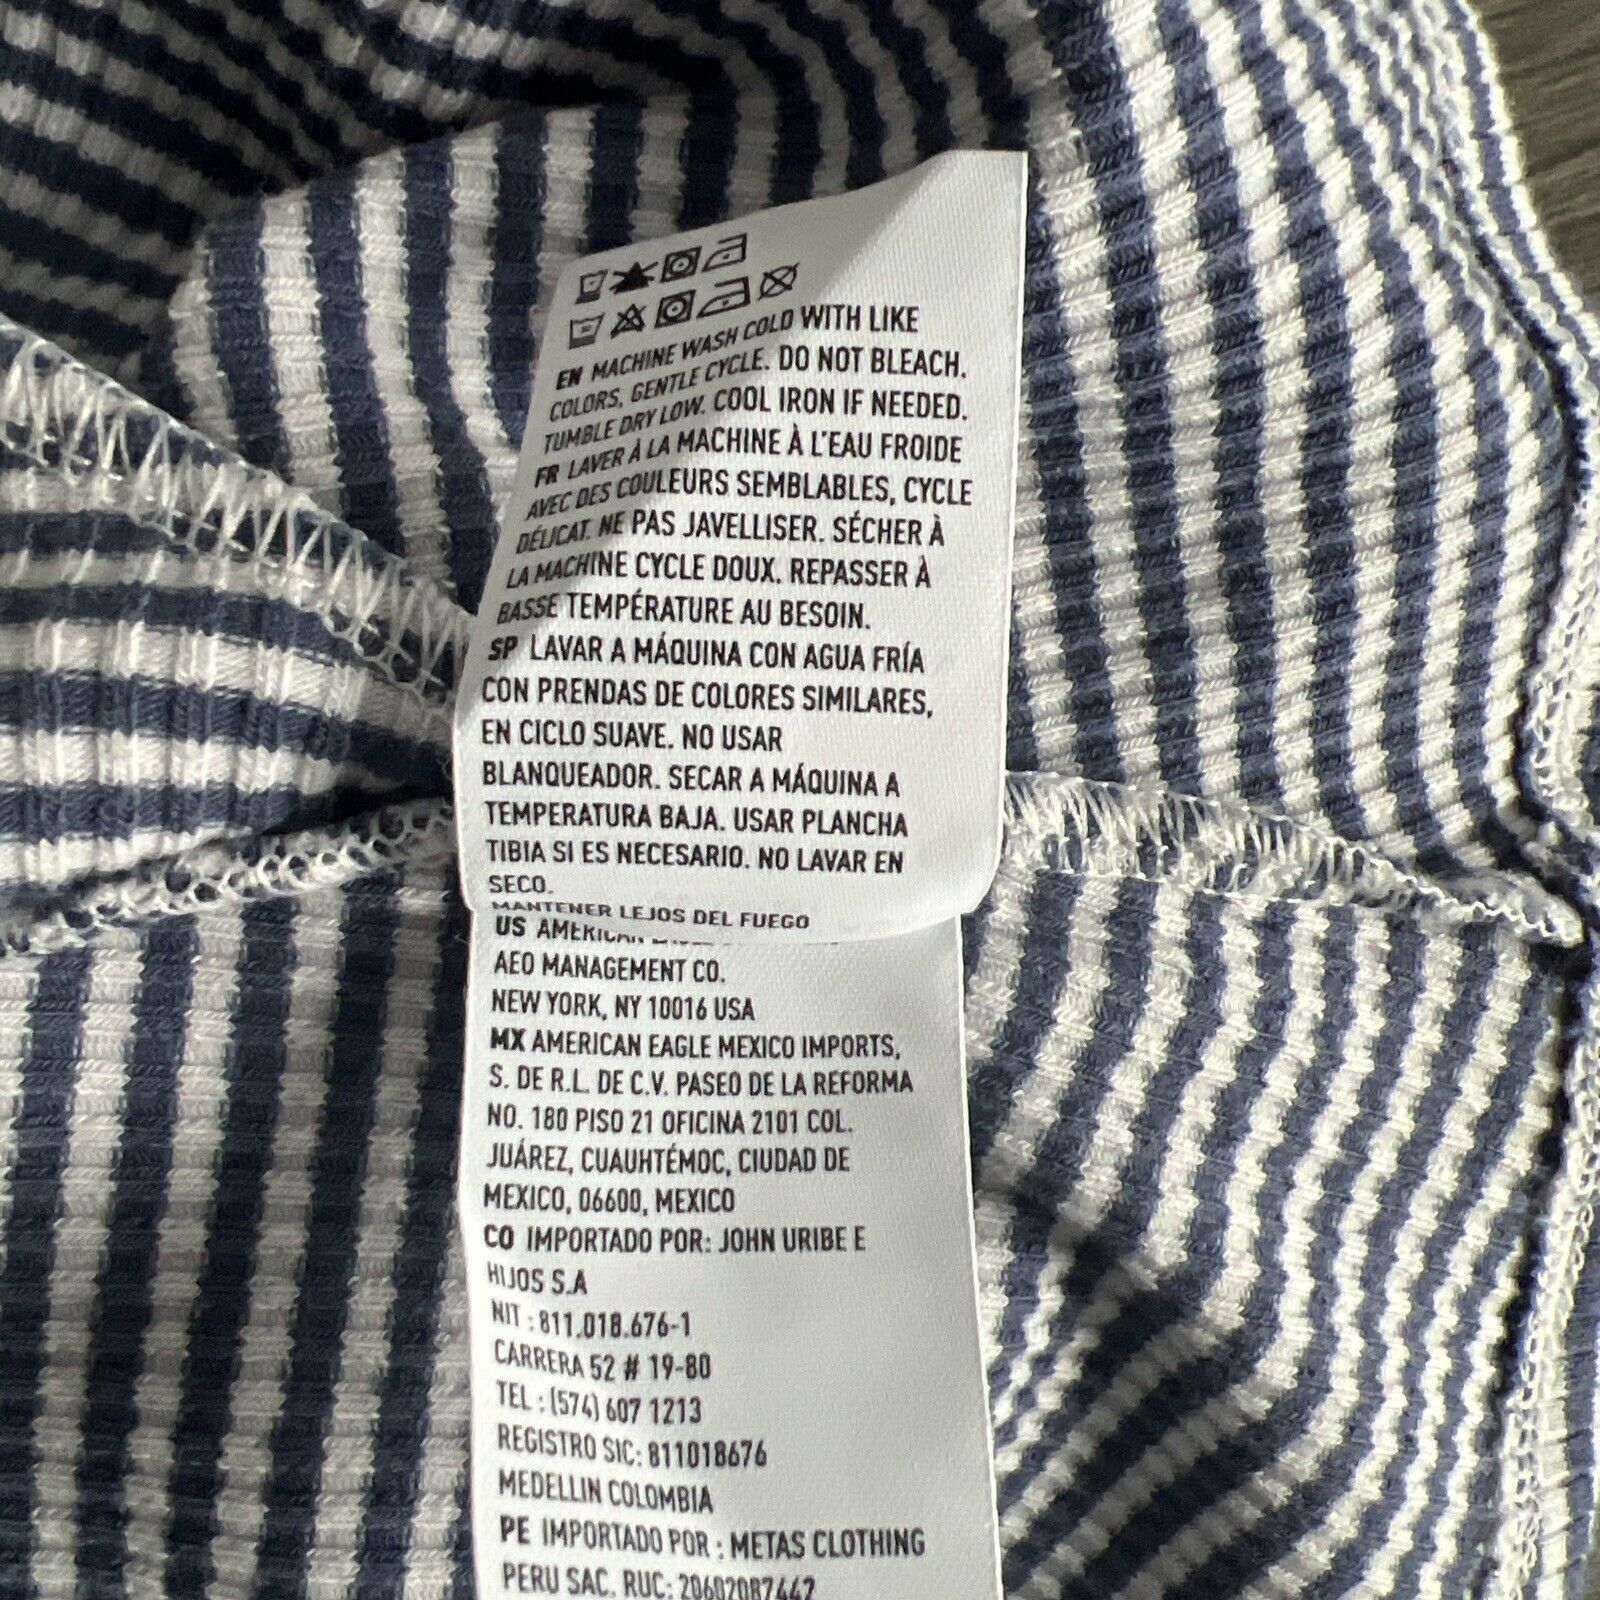 EN MACHINE WASH COLD WITH LIKE
COLORS, GENTLE CYCLE. DO NOT BLEACH.
TUMBLE DRY LOW. COOL IRON IF NEEDED.
FR LAVER À LA MACHINE À L'EAU FROIDE
AVEC DES COULEURS SEMBLABLES, CYCLE
DÉLICAT. NE PAS JAVELLISER. SÉCHER À
LA MACHINE CYCLE DOUX. REPASSER À
BASSE TEMPÉRATURE AU BESOIN.
SP LAVAR A MÁQUINA CON AGUA FRÍA
CON PRENDAS DE COLORES SIMILARES,
EN CICLO SUAVE. NO USAR
BLANQUEADOR. SECAR A MÁQUINA A
TEMPERATURA BAJA. USAR PLANCHA
TIBIA SI ES NECESARIO. NO LAVAR EN
SECO.
MANTENER LEJOS DEL FUEGO
US AMERICAN
AEO MANAGEMENT CO.
NEW YORK, NY 10016 USA
MX AMERICAN EAGLE MEXICO IMPORTS,
S. DE R.L. DE C.V. PASEO DE LA REFORMA
NO. 180 PISO 21 OFICINA 2101 COL.
JUÁREZ, CUAUHTÉMOC, CIUDAD DE
MEXICO, 06600, MEXICO
CO IMPORTADO POR: JOHN URIBE E
HIJOS S.A
NIT : 811.018.676-1
CARRERA 52 # 19-80
TEL : (574) 607 1213
REGISTRO SIC: 811018676
MEDELLIN COLOMBIA
PE IMPORTADO POR : METAS CLOTHING
PERU SAC. RUC: 20602087442